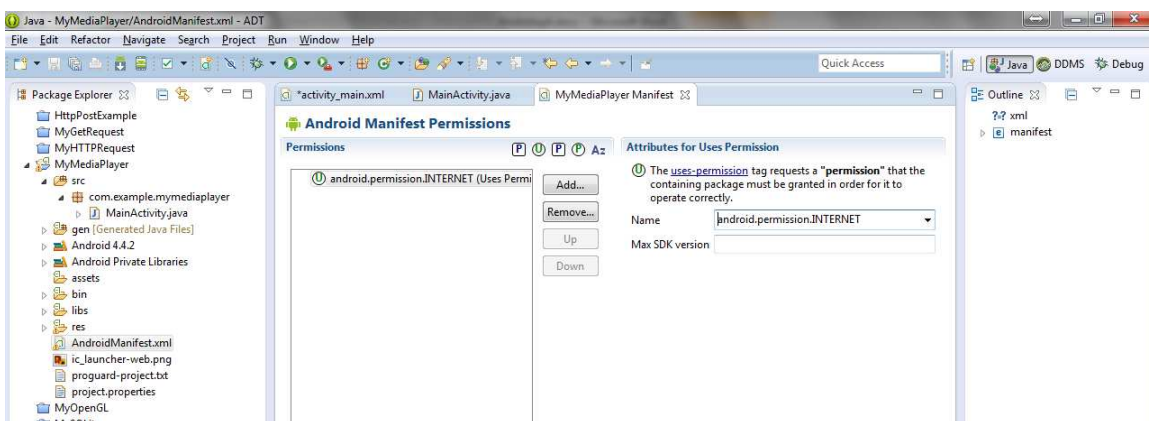 Java - MyMediaPlayer/AndroidManifest.xml - ADT
File Edit Refactor Navigate Search Project Run Window Help
Quick Access
Java DDMS Debug
Package Explorer
HttpPostExample
MyGetRequest
MyHTTPRequest
MyMediaPlayer
src
com.example.mymediaplayer
MainActivity.java
gen [Generated Java Files]
Android 4.4.2
Android Private Libraries
assets
bin
libs
res
AndroidManifest.xml
ic_launcher-web.png
proguard-project.txt
project.properties
MyOpenGL
*activity_main.xml MainActivity.java MyMediaPlayer Manifest
Android Manifest Permissions
Permissions P U P P Az
U android.permission.INTERNET (Uses Permi
Add...
Remove...
Up
Down
Attributes for Uses Permission
U The uses-permission tag requests a "permission" that the
containing package must be granted in order for it to
operate correctly.
Name android.permission.INTERNET
Max SDK version
Outline
xml
e manifest